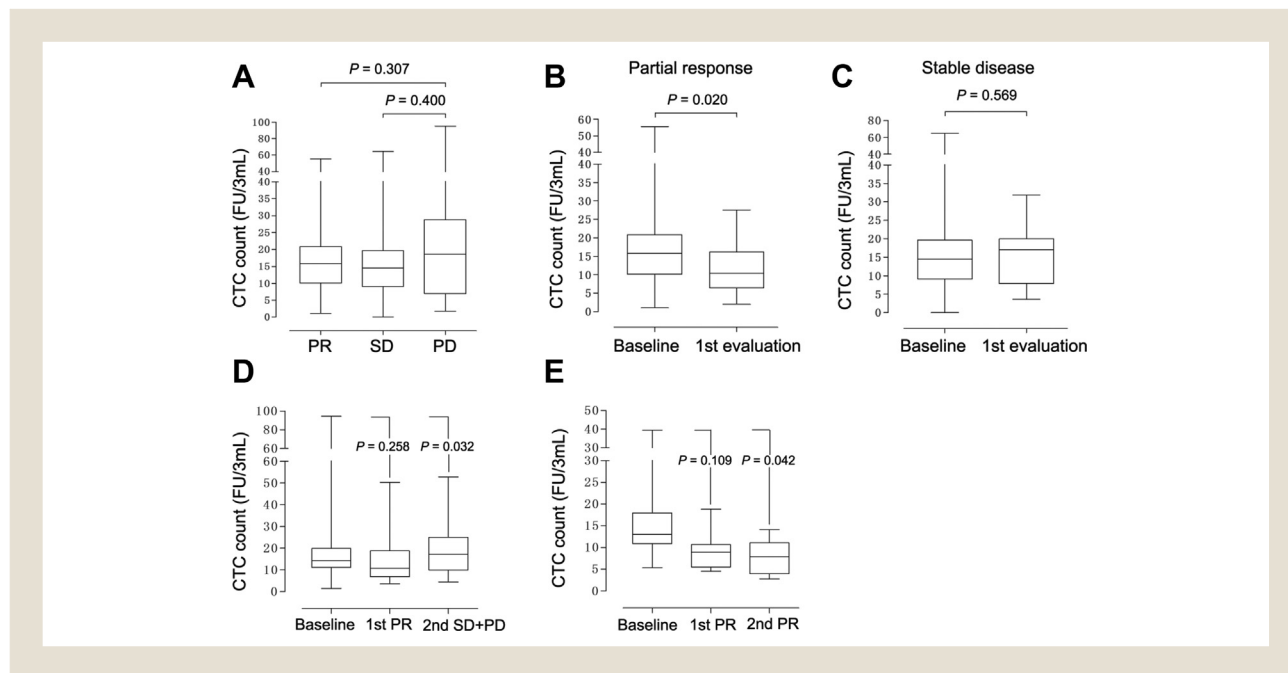 A
P = 0.307
P = 0.400
CTC count (FU/3mL)
100
80
60
40
40
35
30
25
20
15
10
5
0
PR SD PD
B
Partial response
P = 0.020
CTC count (FU/3mL)
60
50
40
40
35
30
25
20
15
10
5
0
Baseline 1st evaluation
C
Stable disease
P = 0.569
CTC count (FU/3mL)
80
60
40
40
35
30
25
20
15
10
5
0
Baseline 1st evaluation
D
CTC count (FU/3mL)
100
80
60
60
50
40
30
20
10
0
P = 0.258 P = 0.032
Baseline 1st PR 2nd SD+PD
E
CTC count (FU/3mL)
50
40
30
30
25
20
15
10
5
0
P = 0.109 P = 0.042
Baseline 1st PR 2nd PR